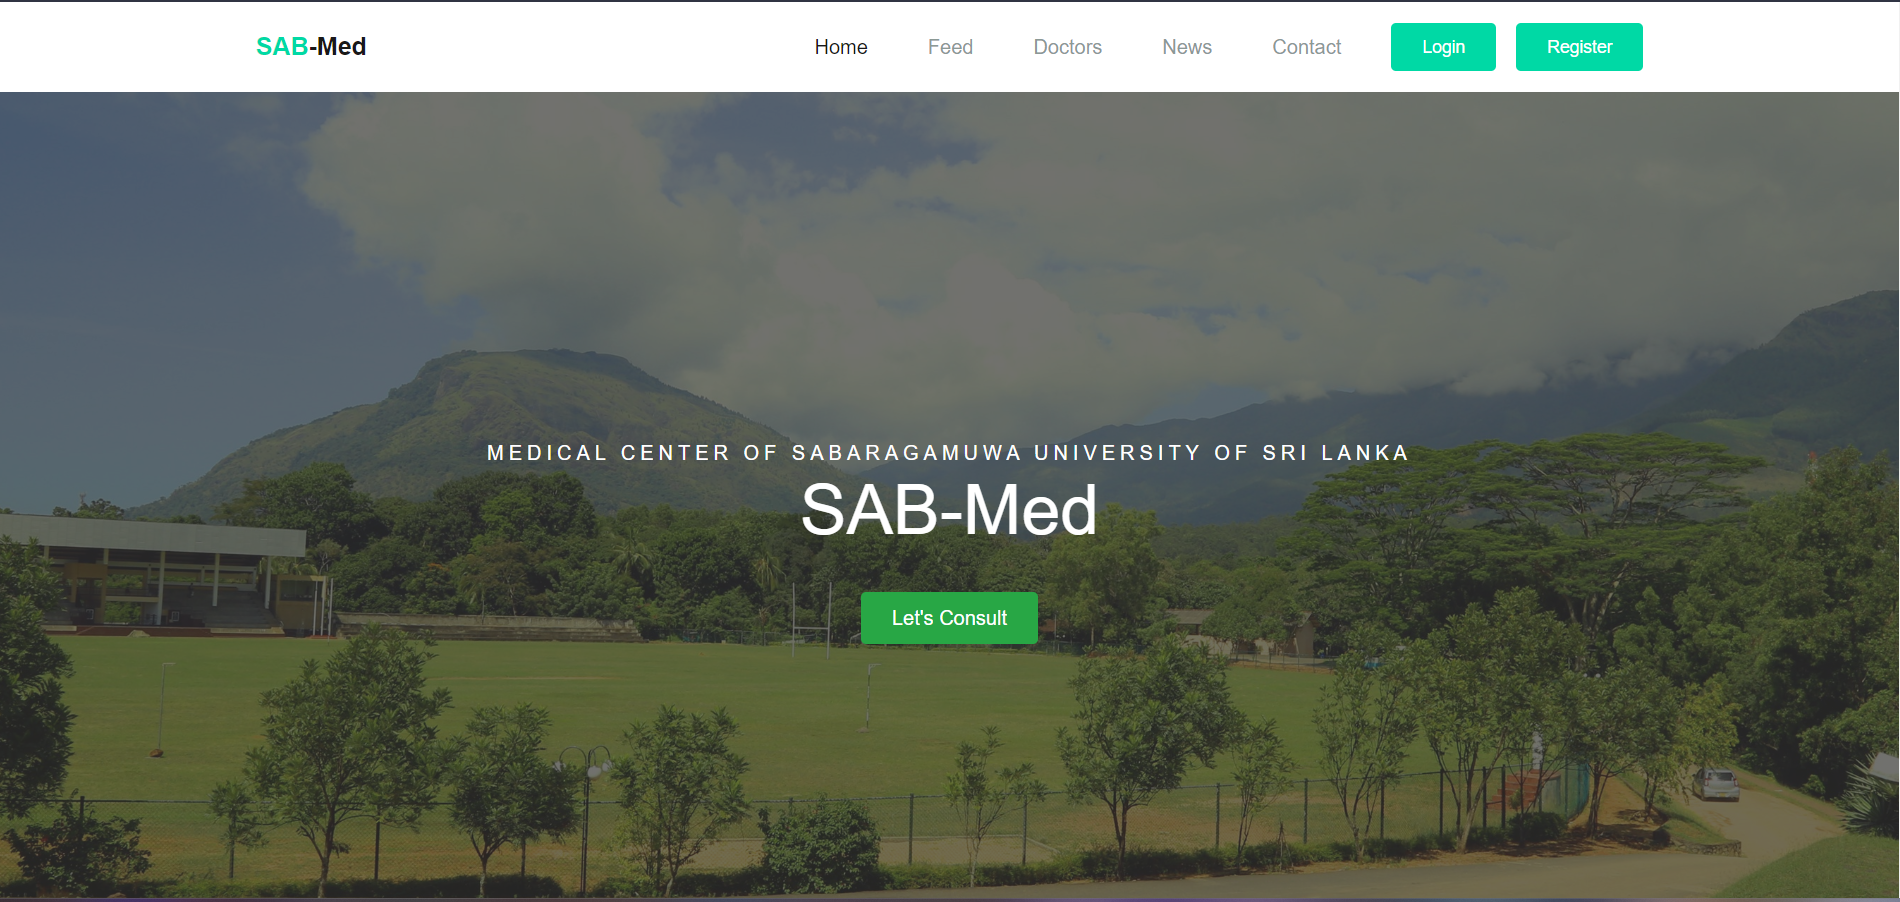 SAB-Med
Home Feed Doctors News Contact Login Register
MEDICAL CENTER OF SABARAGAMUWA UNIVERSITY OF SRI LANKA
SAB-Med
Let's Consult